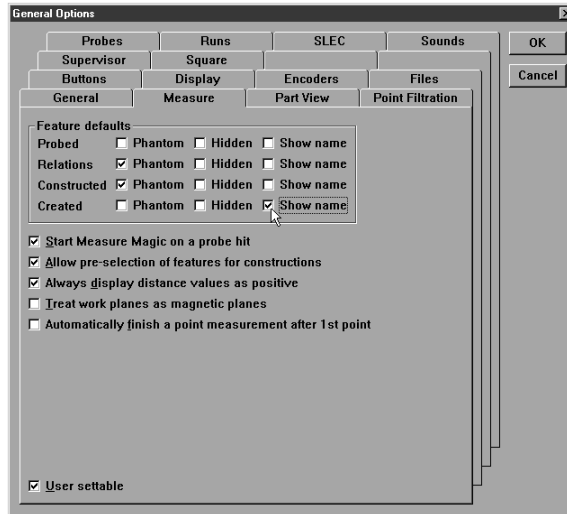 General Options
Probes Runs SLEC Sounds OK
Supervisor Square
Buttons Display Encoders Files Cancel
General Measure Part View Point Filtration
Feature defaults
Probed Phantom Hidden Show name
Relations Phantom Hidden Show name
Constructed Phantom Hidden Show name
Created Phantom Hidden Show name
Start Measure Magic on a probe hit
Allow pre-selection of features for constructions
Always display distance values as positive
Treat work planes as magnetic planes
Automatically finish a point measurement after 1st point
User settable